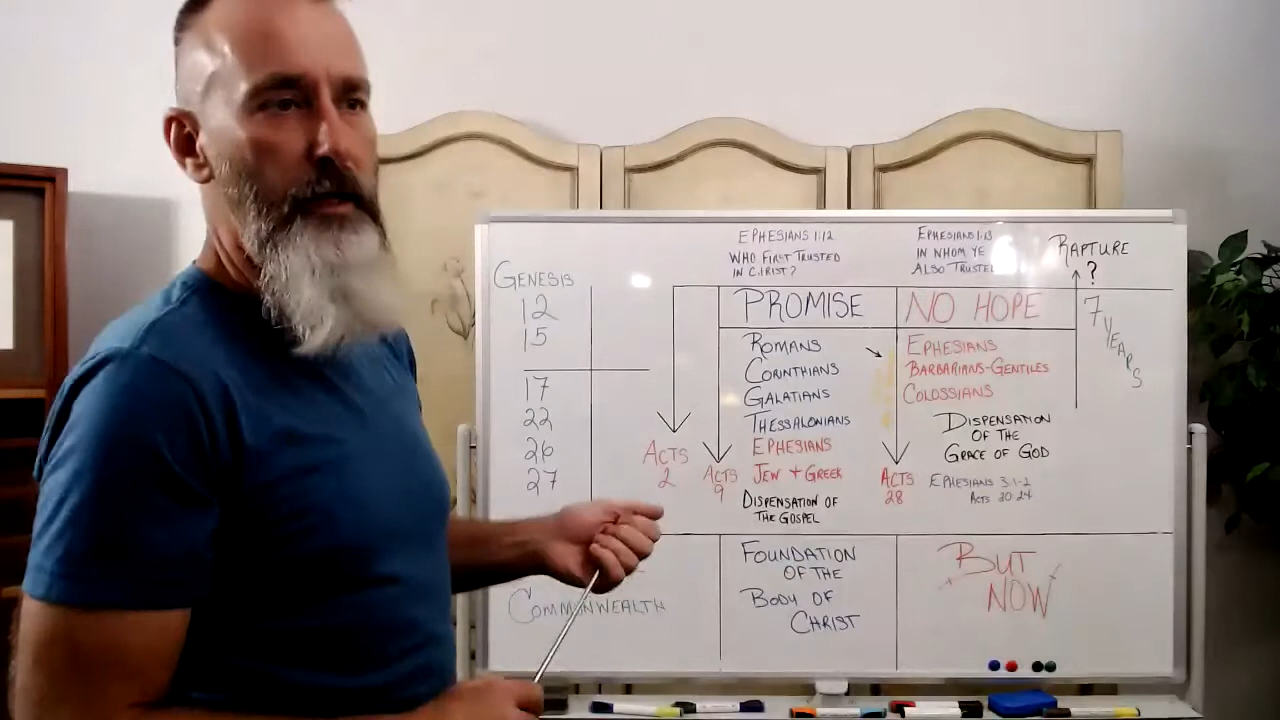 GENESIS
12
15
17
22
26
27
COMMONWEALTH
ACTS
2
EPHESIANS 1:12
WHO FIRST TRUSTED
IN CHRIST?
PROMISE
ROMANS
CORINTHIANS
GALATIANS
THESSALONIANS
EPHESIANS
JEW + GREEK
DISPENSATION OF
THE GOSPEL
ACTS
9
FOUNDATION
OF THE
BODY OF
CHRIST
EPHESIANS 1:13
IN WHOM YE
ALSO TRUSTED
NO HOPE
EPHESIANS
BARBARIANS-GENTILES
COLOSSIANS
DISPENSATION
OF THE
GRACE OF GOD
EPHESIANS 3:1-2
ACTS 20:24
ACTS
28
BUT
NOW
RAPTURE
?
7
YEARS